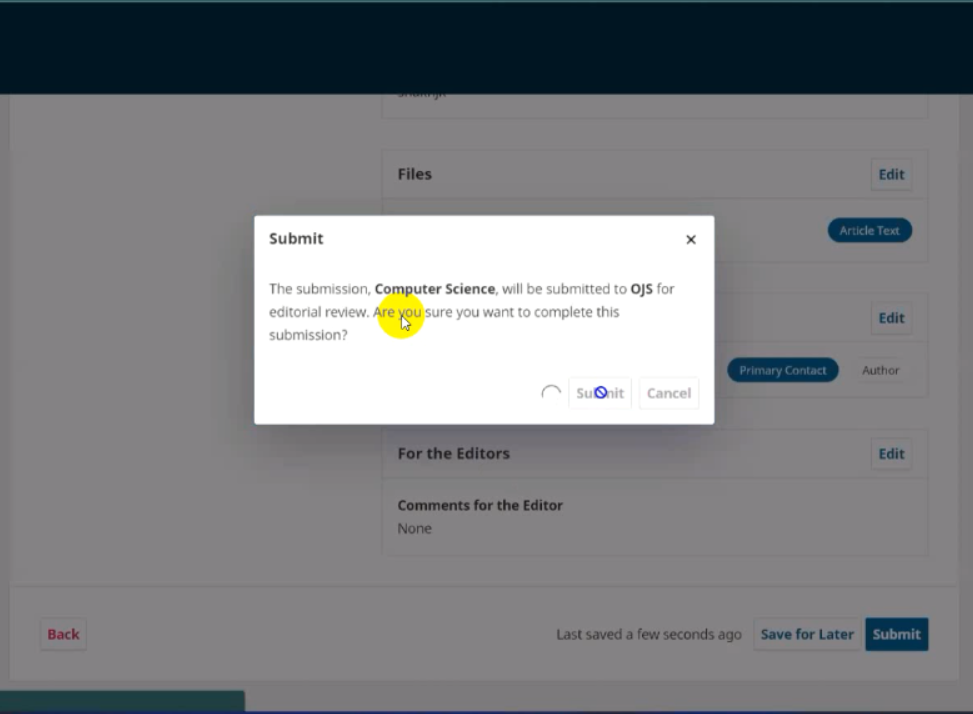 Files
Edit
Article Text
Submit
×
The submission, Computer Science, will be submitted to OJS for
editorial review. Are you sure you want to complete this
submission?
Edit
Primary Contact
Author
Submit
Cancel
For the Editors
Edit
Comments for the Editor
None
Back
Last saved a few seconds ago
Save for Later
Submit